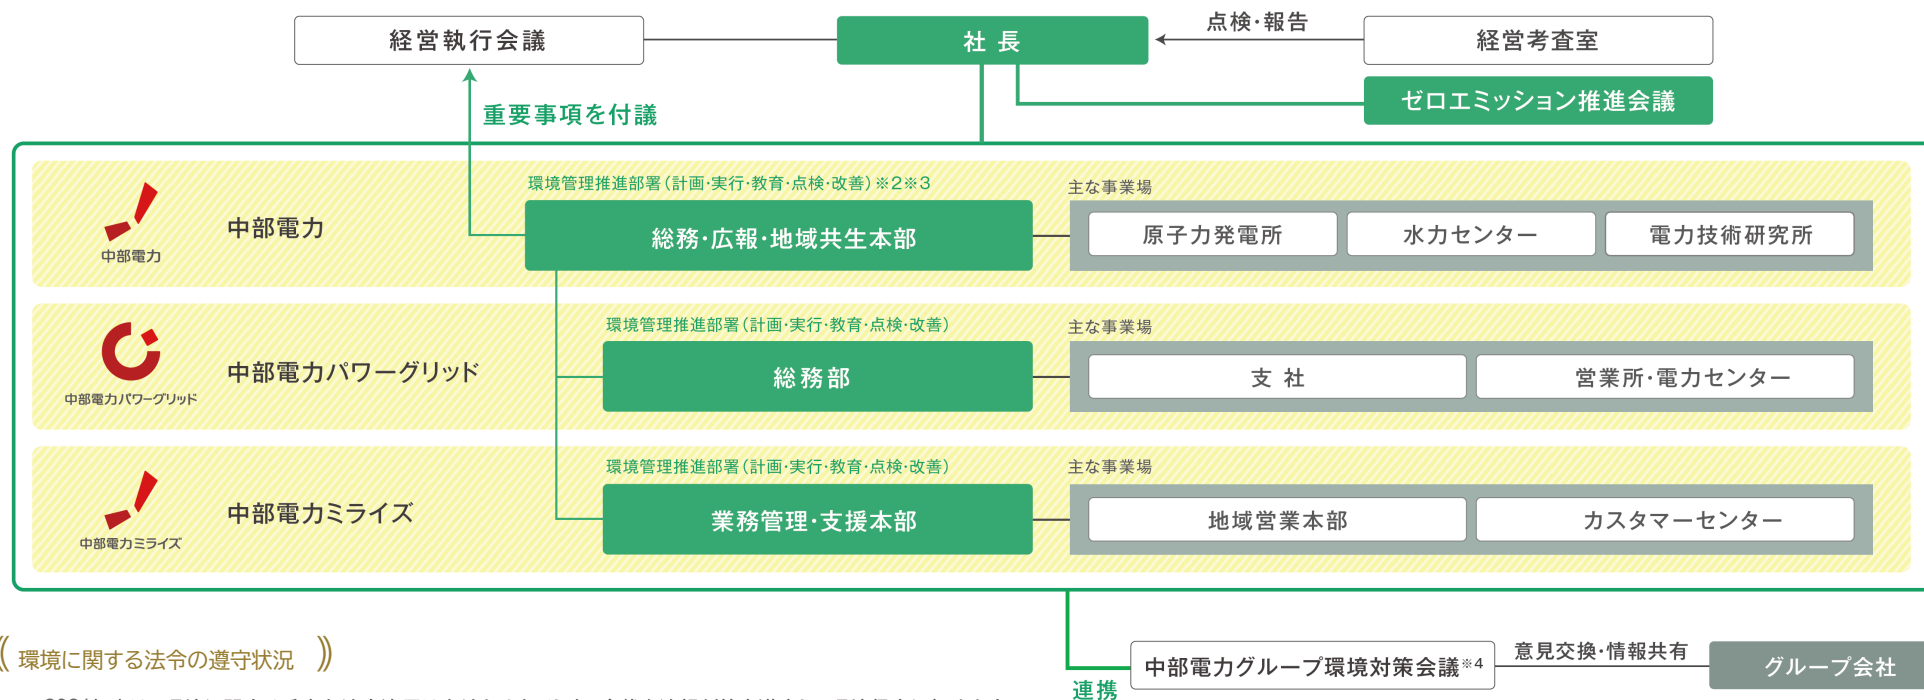 経営執行会議
社 長
点検・報告
経営考査室
ゼロエミッション推進会議
重要事項を付議
環境管理推進部署（計画・実行・教育・点検・改善）※2※3
主な事業場
中部電力
中部電力
総務・広報・地域共生本部
原子力発電所
水力センター
電力技術研究所
環境管理推進部署（計画・実行・教育・点検・改善）
主な事業場
中部電力パワーグリッド
中部電力パワーグリッド
総務部
支 社
営業所・電力センター
環境管理推進部署（計画・実行・教育・点検・改善）
主な事業場
中部電力ミライズ
中部電力ミライズ
業務管理・支援本部
地域営業本部
カスタマーセンター
環境に関する法令の遵守状況
連携
中部電力グループ環境対策会議※4
意見交換・情報共有
グループ会社